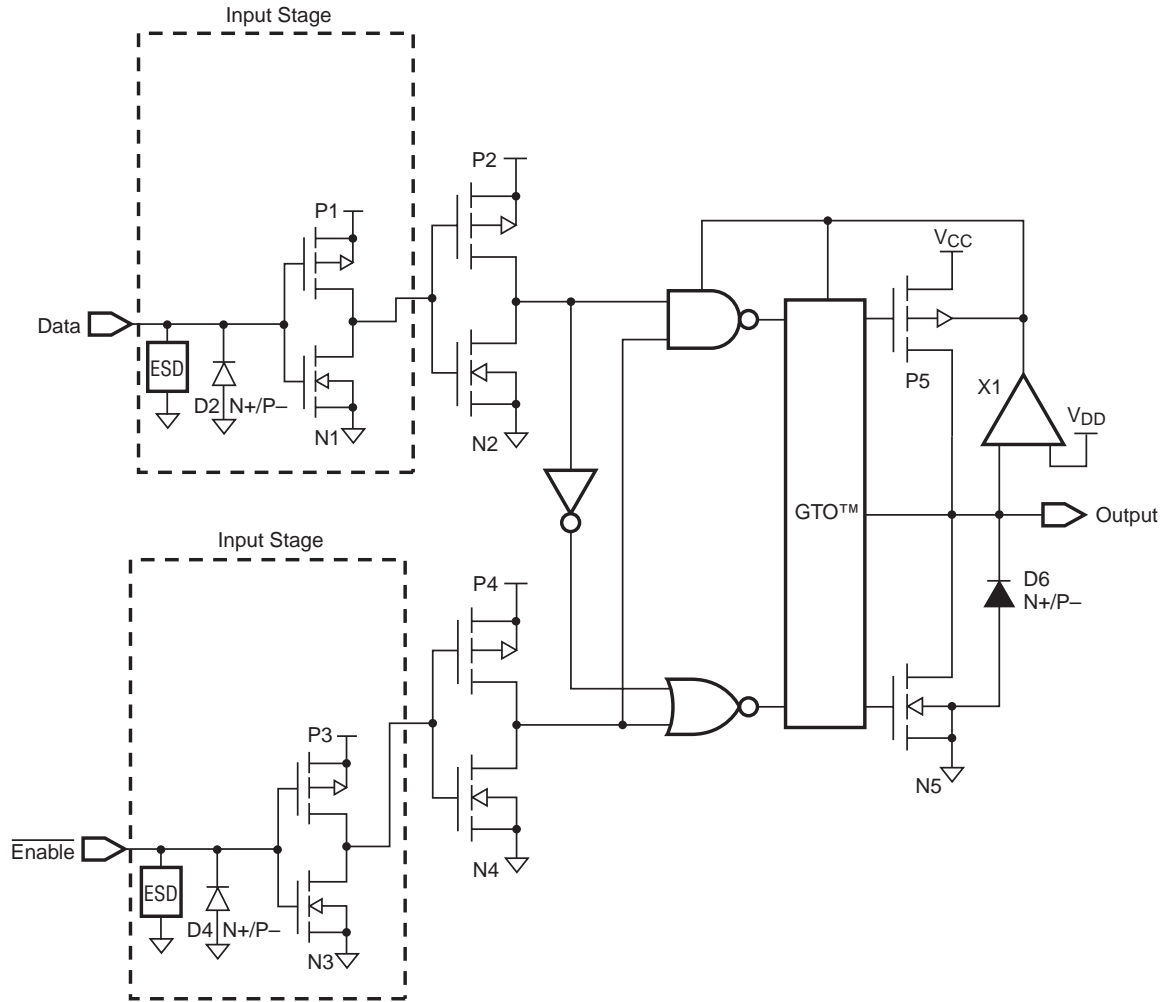 Input Stage
P2
P1
VCC
Data
ESD
P5
X1
D2 N+/P–
VDD
N1
N2
GTO™
Output
Input Stage
D6
N+/P–
P4
P3
N5
Enable
N4
ESD
D4 N+/P–
N3